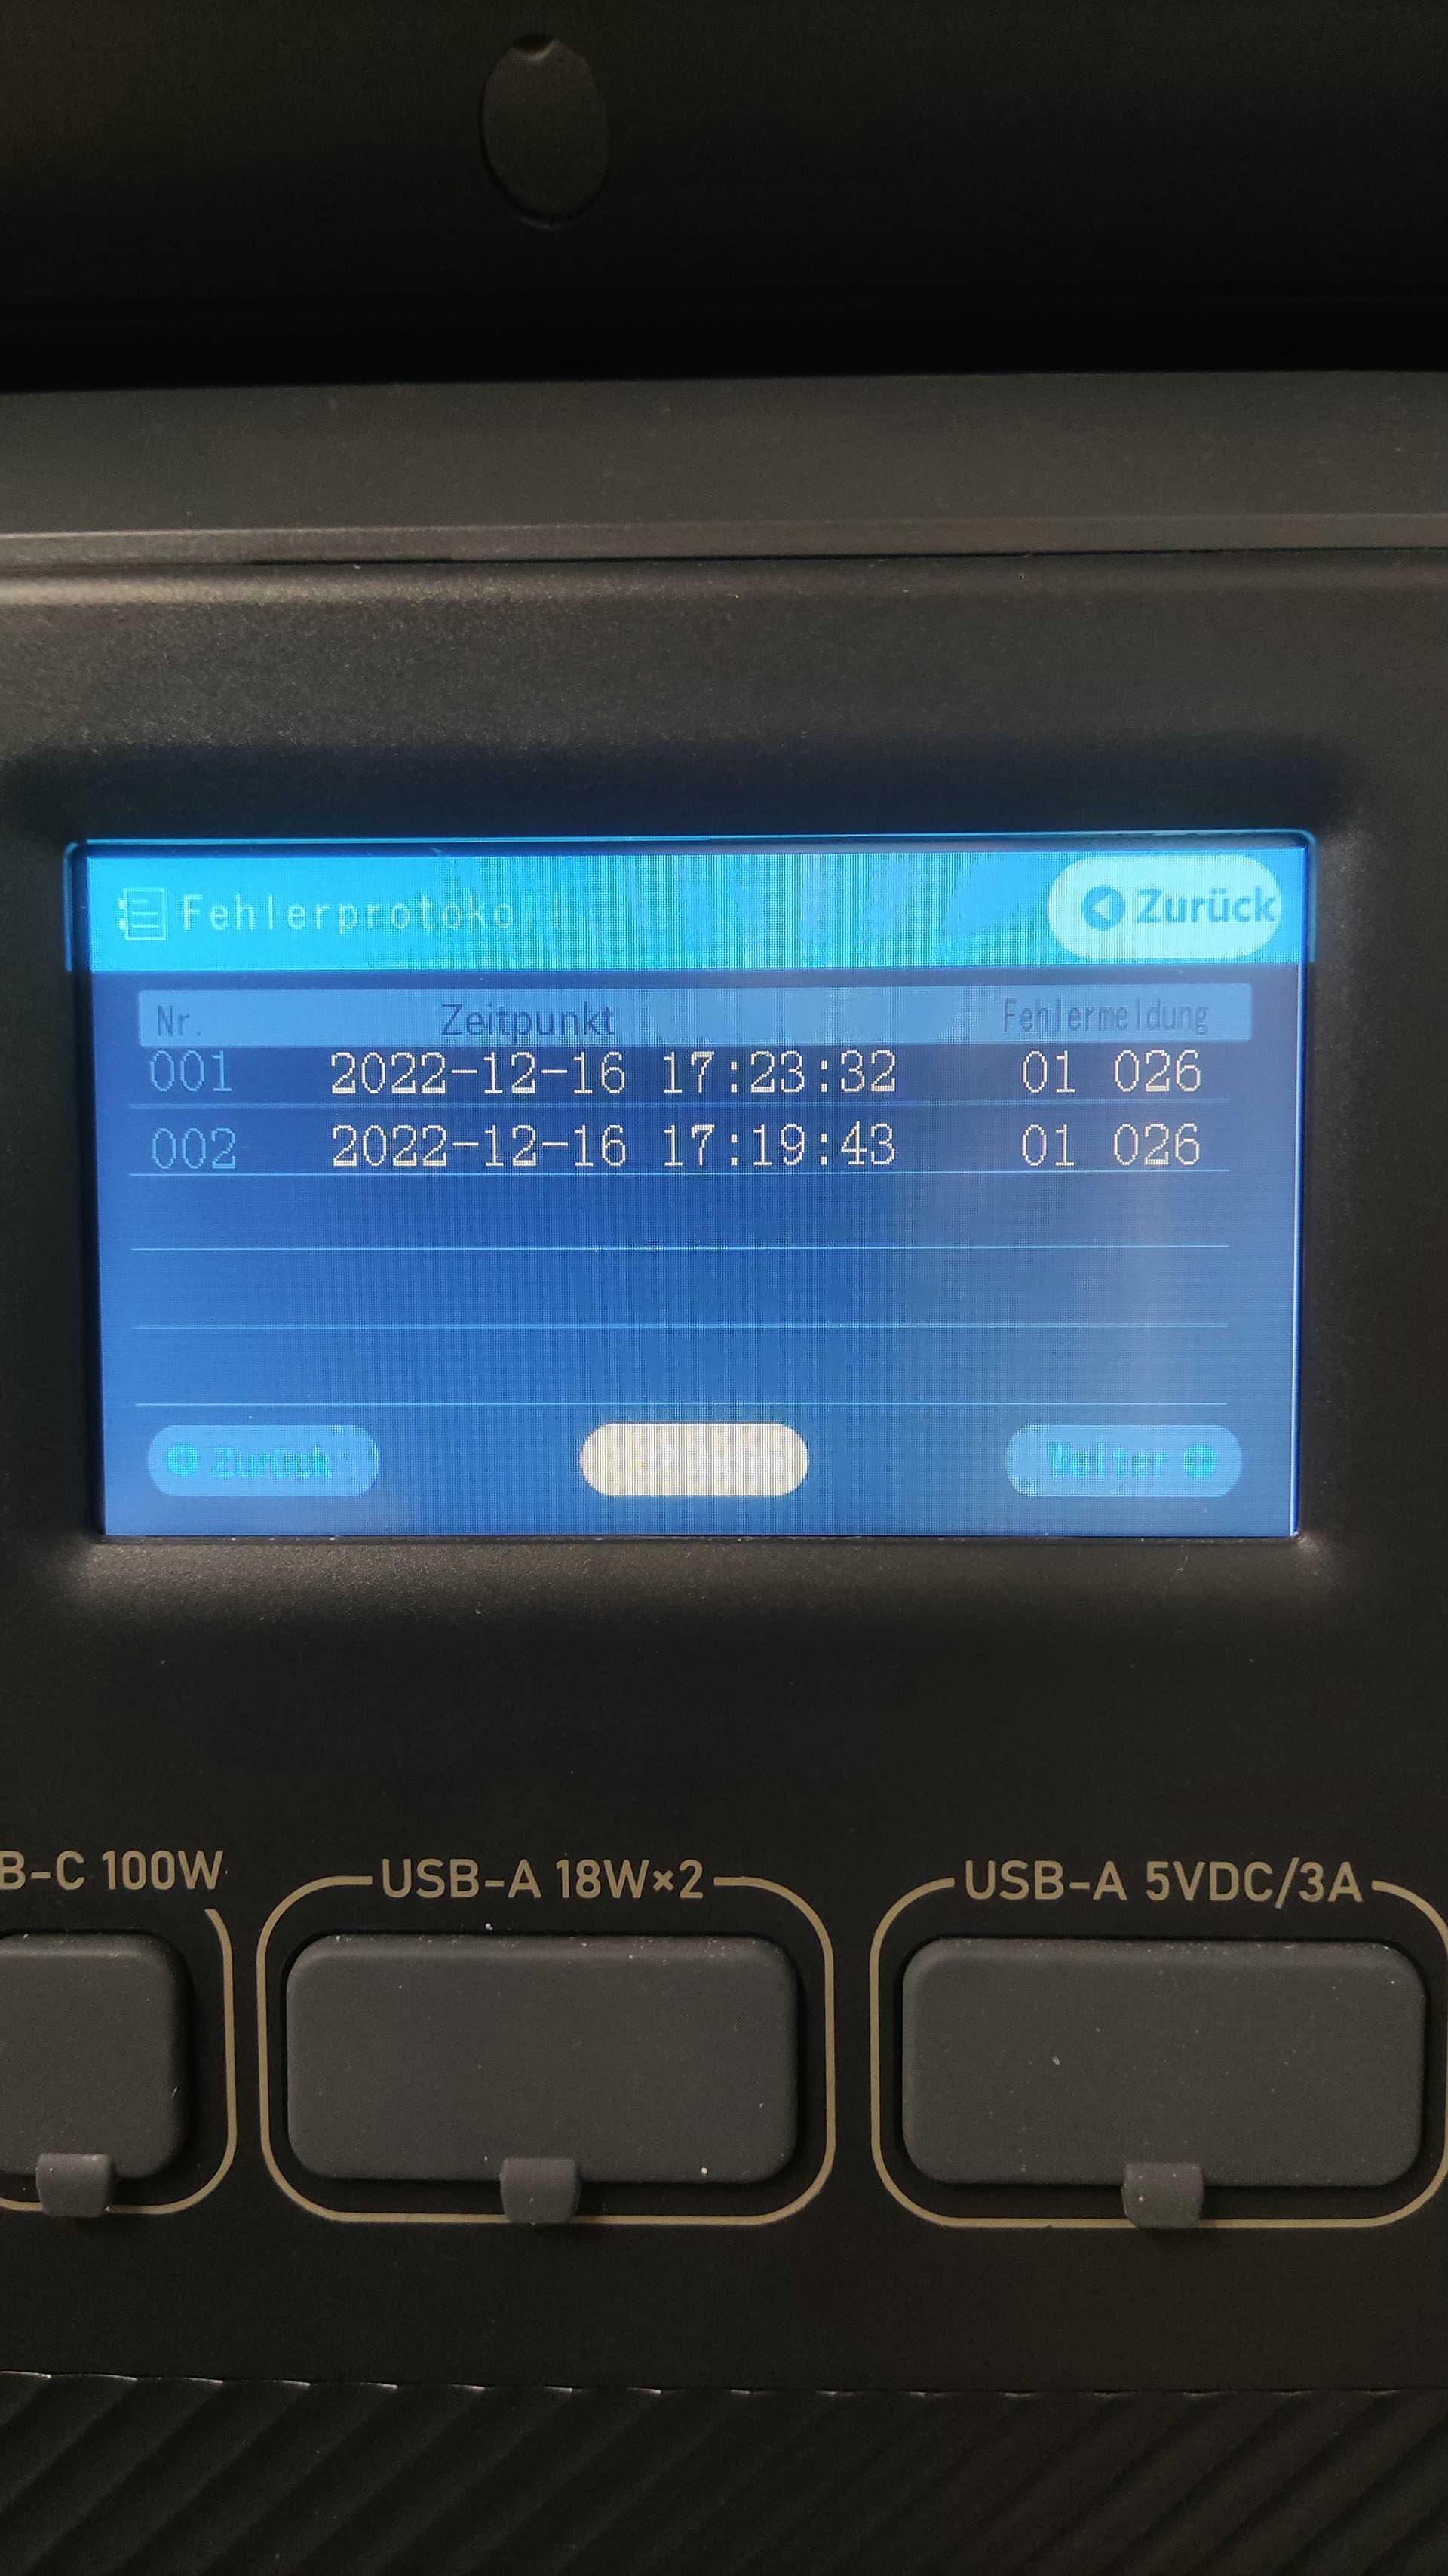 Fehlerprotokoll
Zurück
Nr. Zeitpunkt Fehlermeldung
001 2022-12-16 17:23:32 01 026
002 2022-12-16 17:19:43 01 026
Zurück Weiter
B-C 100W USB-A 18W×2 USB-A 5VDC/3A